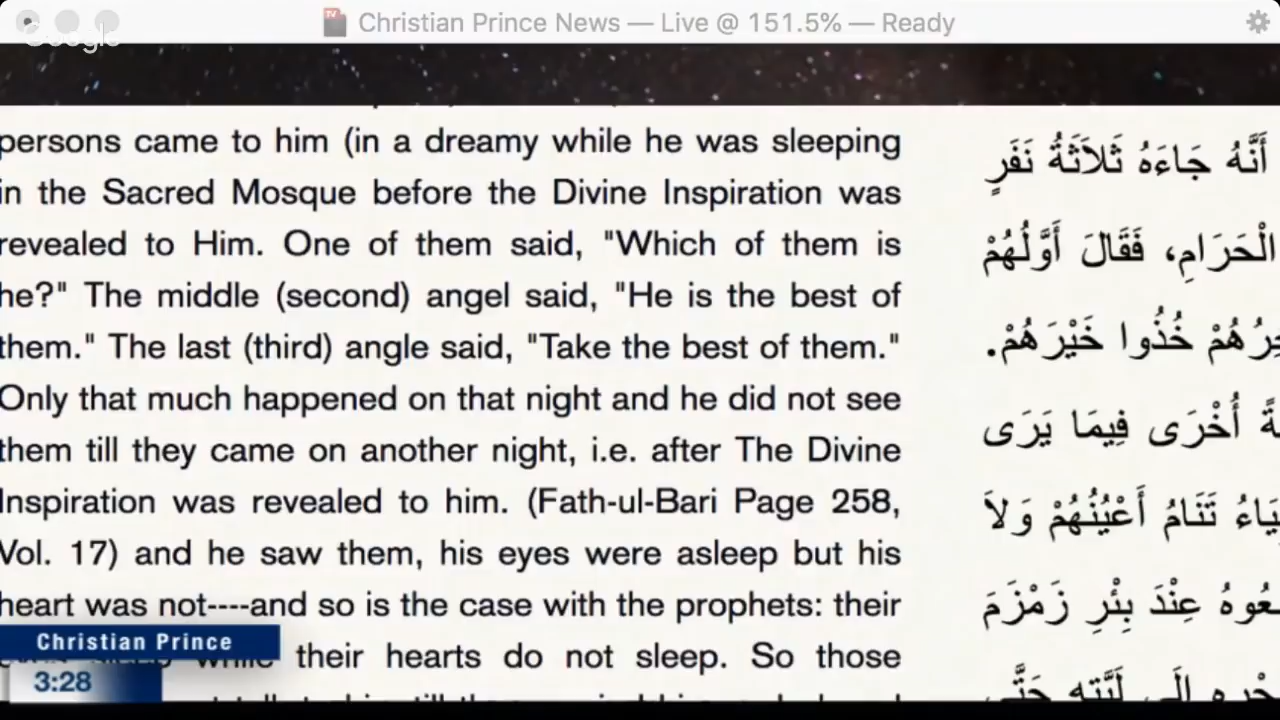 Christian Prince News — Live @ 151.5% — Ready
Google
persons came to him (in a dreamy while he was sleeping
in the Sacred Mosque before the Divine Inspiration was
revealed to Him. One of them said, "Which of them is
he?" The middle (second) angel said, "He is the best of
them." The last (third) angle said, "Take the best of them."
Only that much happened on that night and he did not see
them till they came on another night, i.e. after The Divine
Inspiration was revealed to him. (Fath-ul-Bari Page 258,
Vol. 17) and he saw them, his eyes were asleep but his
heart was not----and so is the case with the prophets: their
while their hearts do not sleep. So those
أَنَّهُ جَاءَهُ ثَلاَثَةُ نَفَرٍ
الْحَرَامِ، فَقَالَ أَوَّلُهُمْ
خُذُوا خَيْرَهُمْ.
أُخْرَى فِيمَا يَرَى
تَنَامُ أَعْيُنُهُمْ وَلاَ
عِنْدَ بِئْرِ زَمْزَمَ
إِلَى لَبَّتِهِ حَتَّى
Christian Prince
3:28